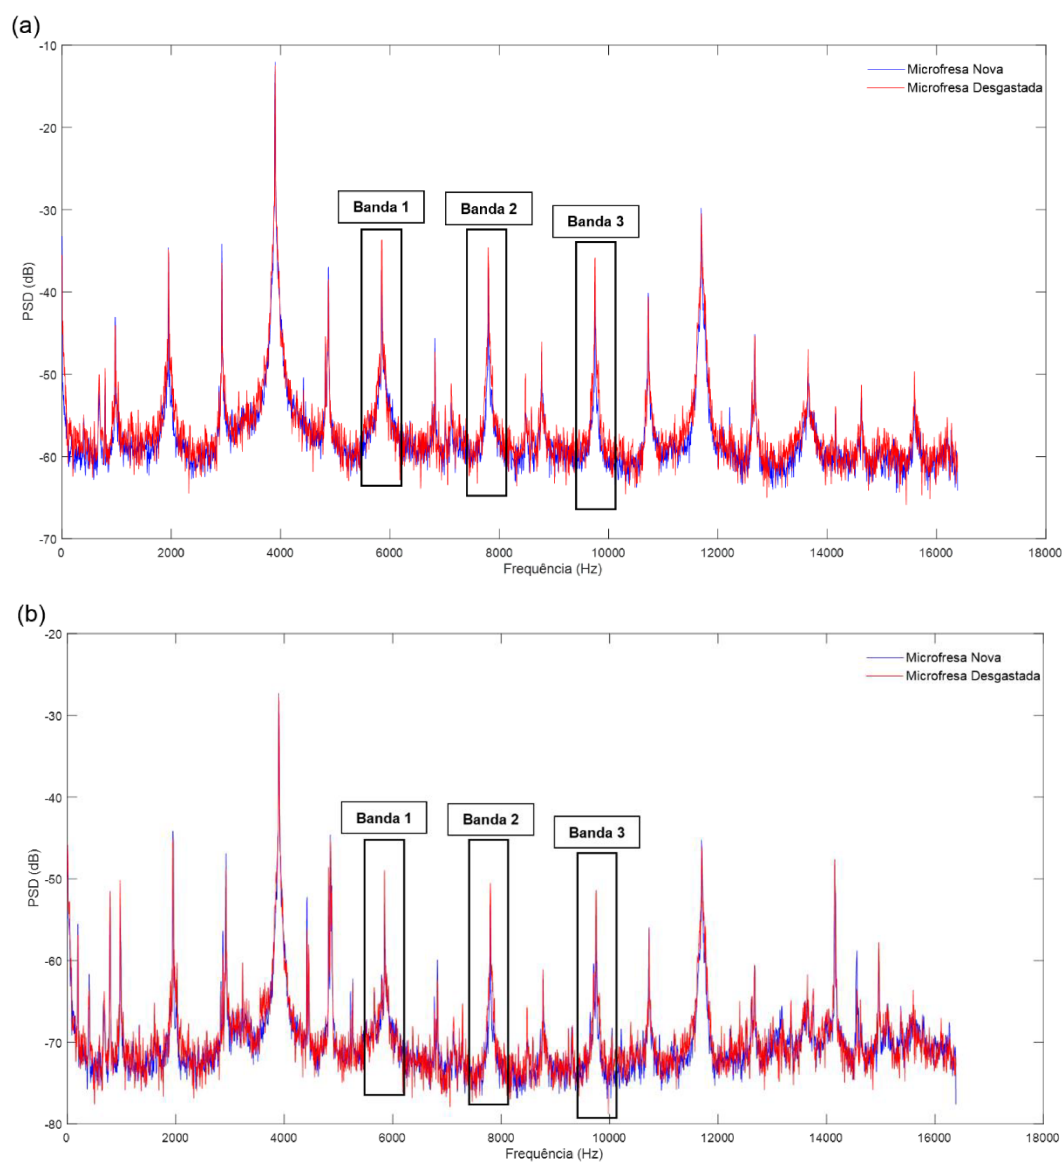 (a)
-10
-20
-30
-40
-50
-60
-70
PSD (dB)
Microfresa Nova
Microfresa Desgastada
Banda 1
Banda 2
Banda 3
0 2000 4000 6000 8000 10000 12000 14000 16000 18000
Frequência (Hz)
(b)
-20
-30
-40
-50
-60
-70
-80
PSD (dB)
Microfresa Nova
Microfresa Desgastada
Banda 1
Banda 2
Banda 3
0 2000 4000 6000 8000 10000 12000 14000 16000 18000
Frequência (Hz)